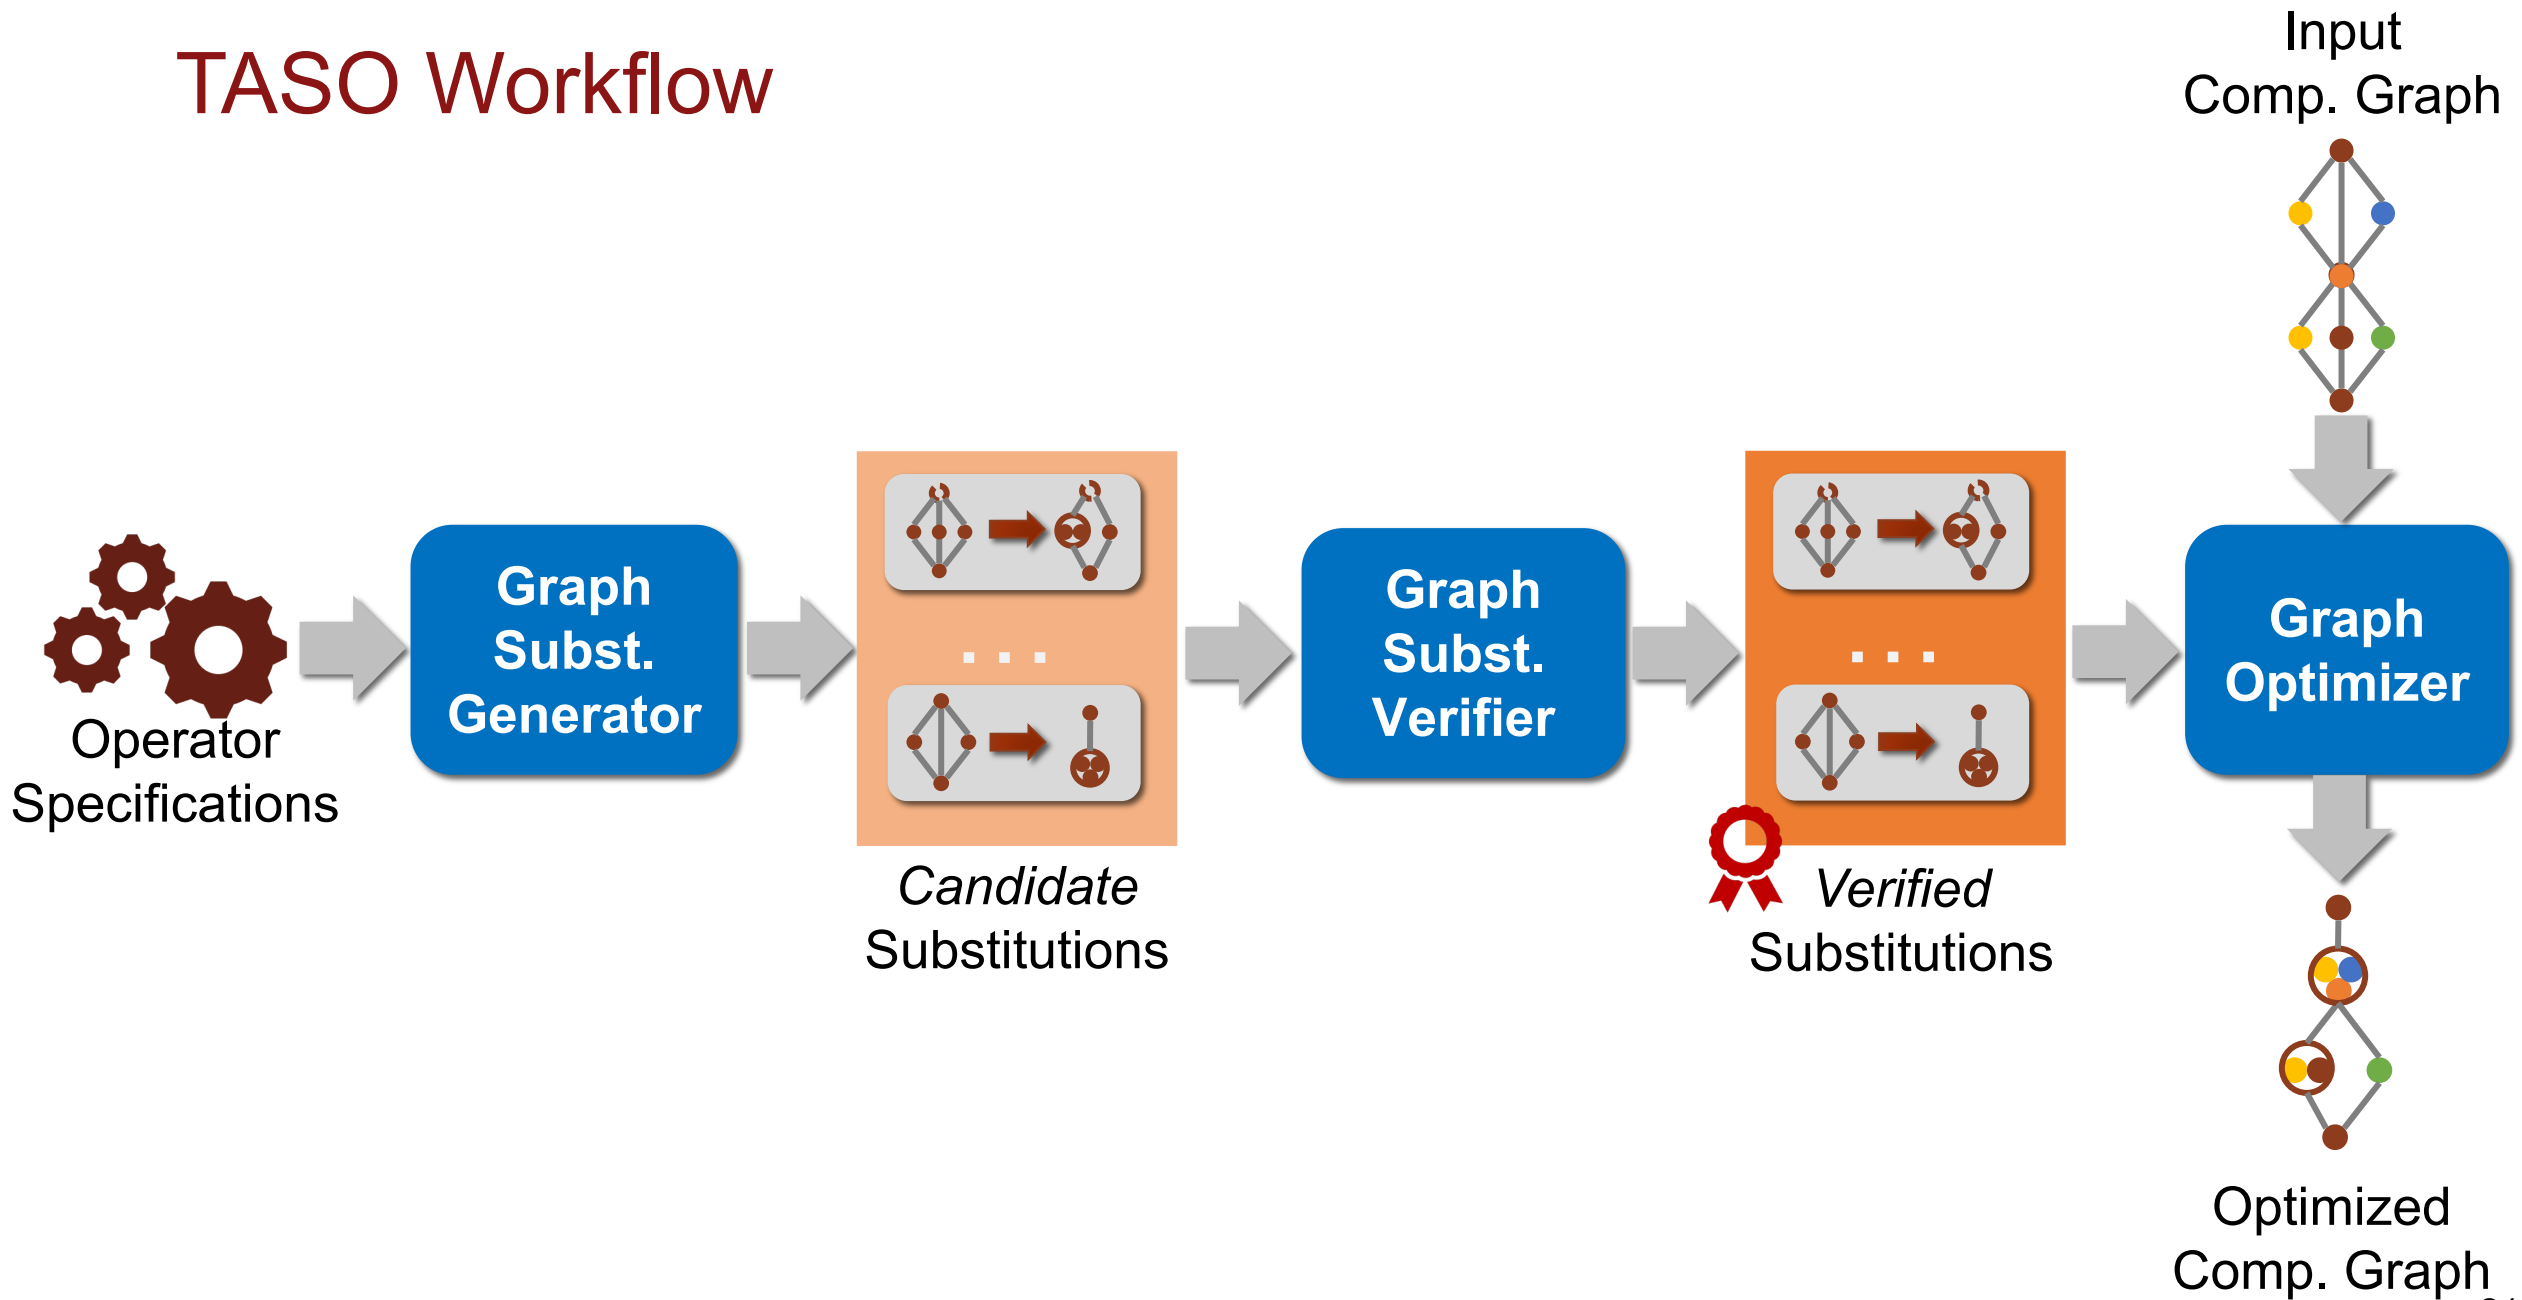 TASO Workflow
Input
Comp. Graph
Operator
Specifications
Graph
Subst.
Generator
Candidate
Substitutions
Graph
Subst.
Verifier
Verified
Substitutions
Graph
Optimizer
Optimized
Comp. Graph